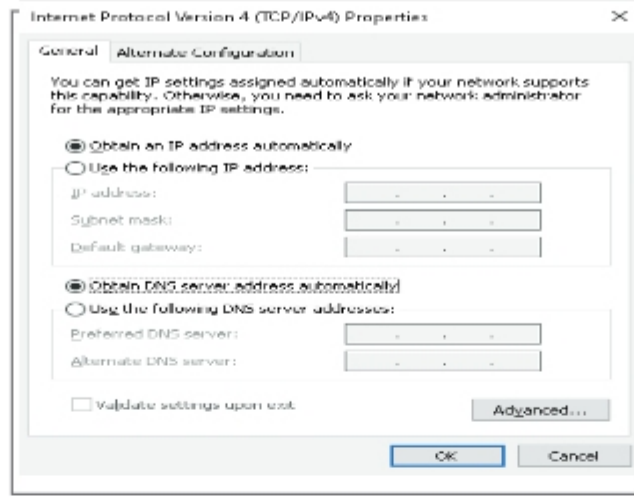 Internet Protocol Version 4 (TCP/IPv4) Properties
General Alternate Configuration
You can get IP settings assigned automatically if your network supports
this capability. Otherwise, you need to ask your network administrator
for the appropriate IP settings.
Obtain an IP address automatically
Use the following IP address:
IP address:
Subnet mask:
Default gateway:
Obtain DNS server address automatically
Use the following DNS server addresses:
Preferred DNS server:
Alternate DNS server:
Validate settings upon exit
Advanced...
OK Cancel